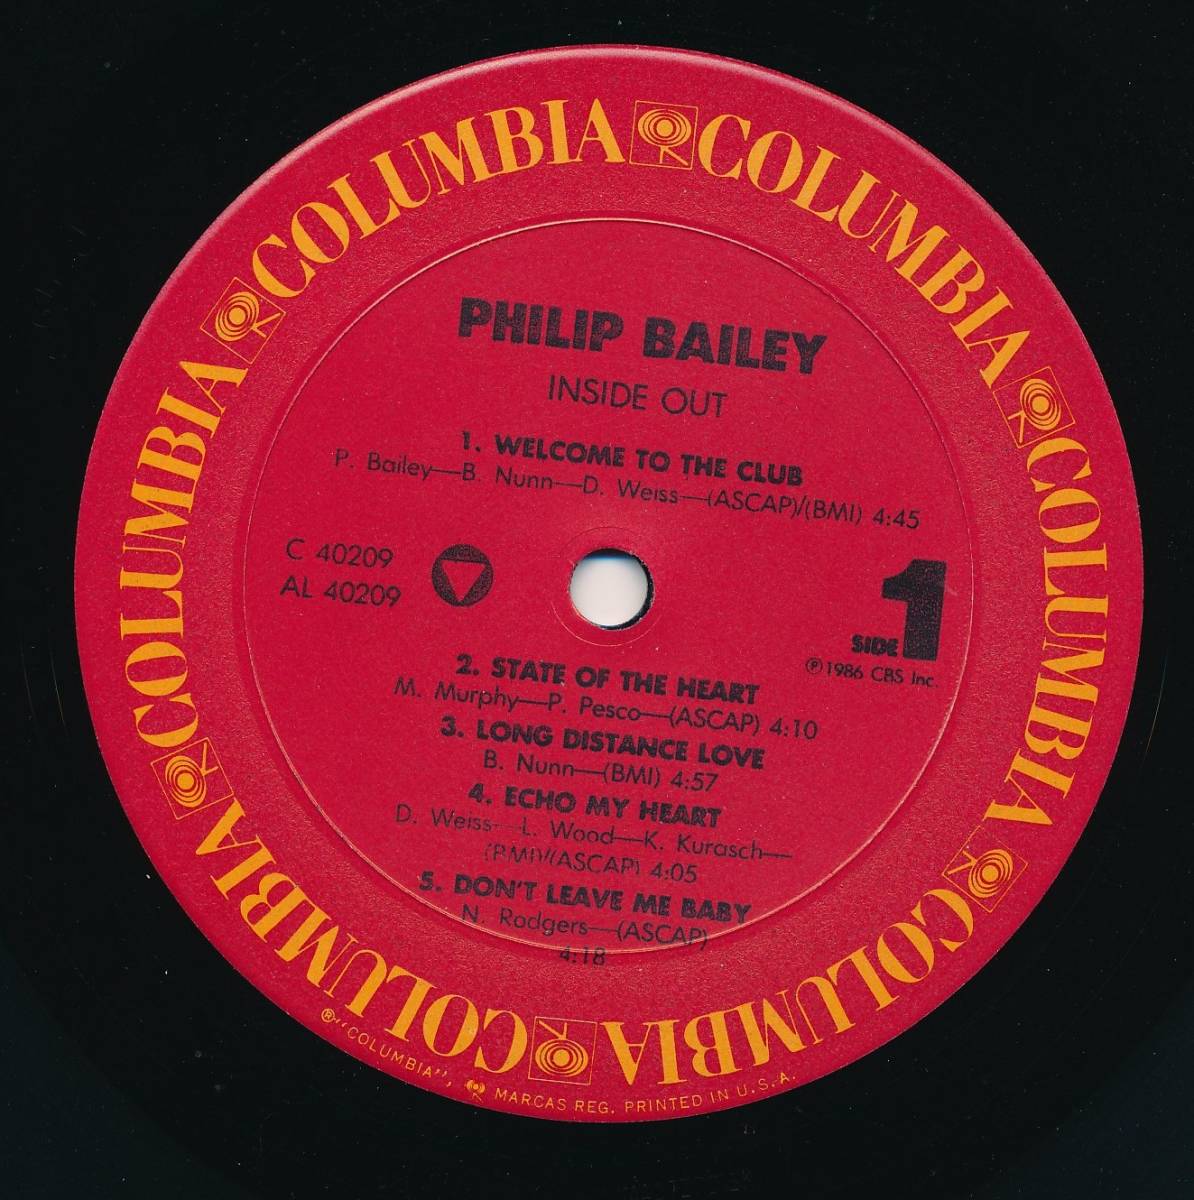 COLUMBIA COLUMBIA COLUMBIA COLUMBIA COLUMBIA COLUMBIA
PHILIP BAILEY
INSIDE OUT
1. WELCOME TO THE CLUB
P. Bailey—B. Nunn—D. Weiss—(ASCAP)/(BMI) 4:45
C 40209
AL 40209
SIDE 1
℗ 1986 CBS Inc.
2. STATE OF THE HEART
M. Murphy—P. Pesco—(ASCAP) 4:10
3. LONG DISTANCE LOVE
B. Nunn—(BMI) 4:57
4. ECHO MY HEART
D. Weiss—L. Wood—K. Kurasch—
(BMI)/(ASCAP) 4:05
5. DON'T LEAVE ME BABY
N. Rodgers—(ASCAP)
4:18
®"COLUMBIA", MARCAS REG. PRINTED IN U.S.A.